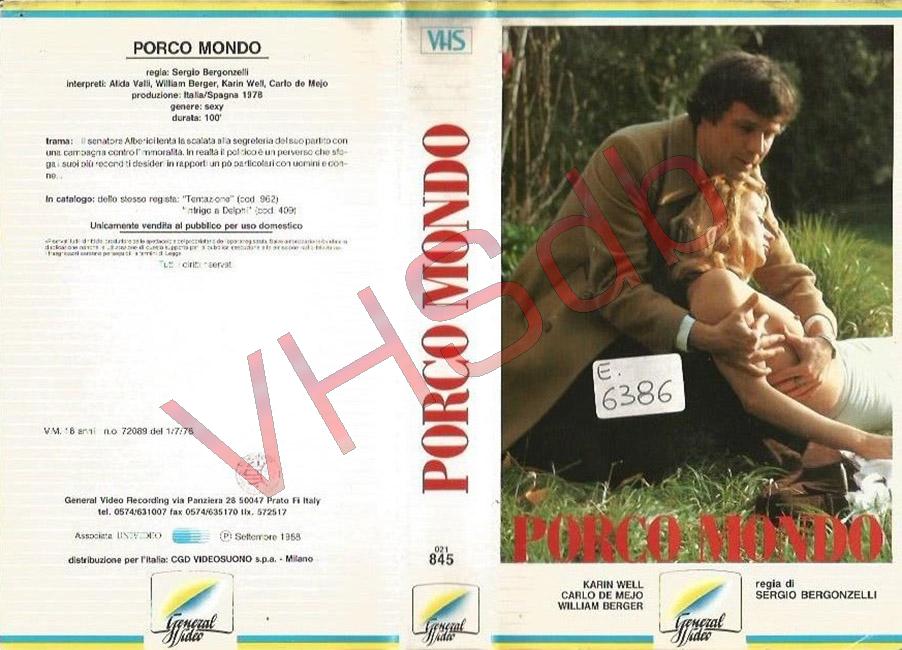 PORCO MONDO
regia: Sergio Bergonzelli
interpreti: Alida Valli, William Berger, Karin Well, Carlo de Mejo
produzione: Italia/Spagna 1978
genere: sexy
durata: 100'
trama: Il senatore Alberici tenta la scalata alla segreteria del suo partito con
una campagna contro l'immoralità. In realtà il politico è un perverso che sfo-
ga i suoi più reconditi desideri in rapporti un pò particolari con uomini e don-
ne...
In catalogo: dello stesso regista: "Tentazione" (cod. 962)
"Intrigo a Delphi" (cod. 409)
Unicamente vendita al pubblico per uso domestico
Tutti i diritti riservati
V.M. 18 anni n.o 72089 del
General Video Recording via Panziera 28 50047 Prato FI Italy
tel. 0574/631007 fax 0574/635170 tlx. 572517
Associata UNIVIDEO Ⓟ Settembre 1988
distribuzione per l'Italia: CGD VIDEOSUONO s.p.a. - Milano
General Video
VHS
PORCO MONDO
021
845
General Video
E.
6386
PORCO MONDO
KARIN WELL
CARLO DE MEJO
WILLIAM BERGER
General Video
regia di
SERGIO BERGONZELLI
VHSdb